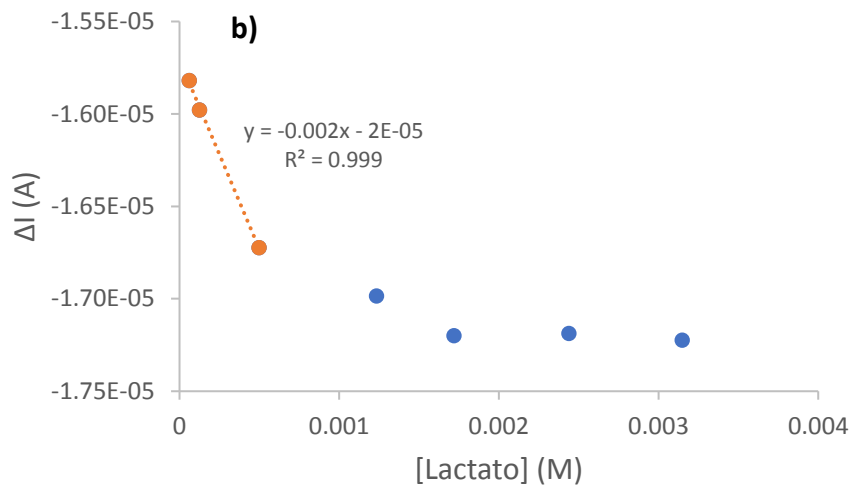 b)
-1.55E-05
-1.60E-05
-1.65E-05
-1.70E-05
-1.75E-05
ΔI (A)
y = -0.002x - 2E-05
R² = 0.999
0
0.001
0.002
0.003
0.004
[Lactato] (M)